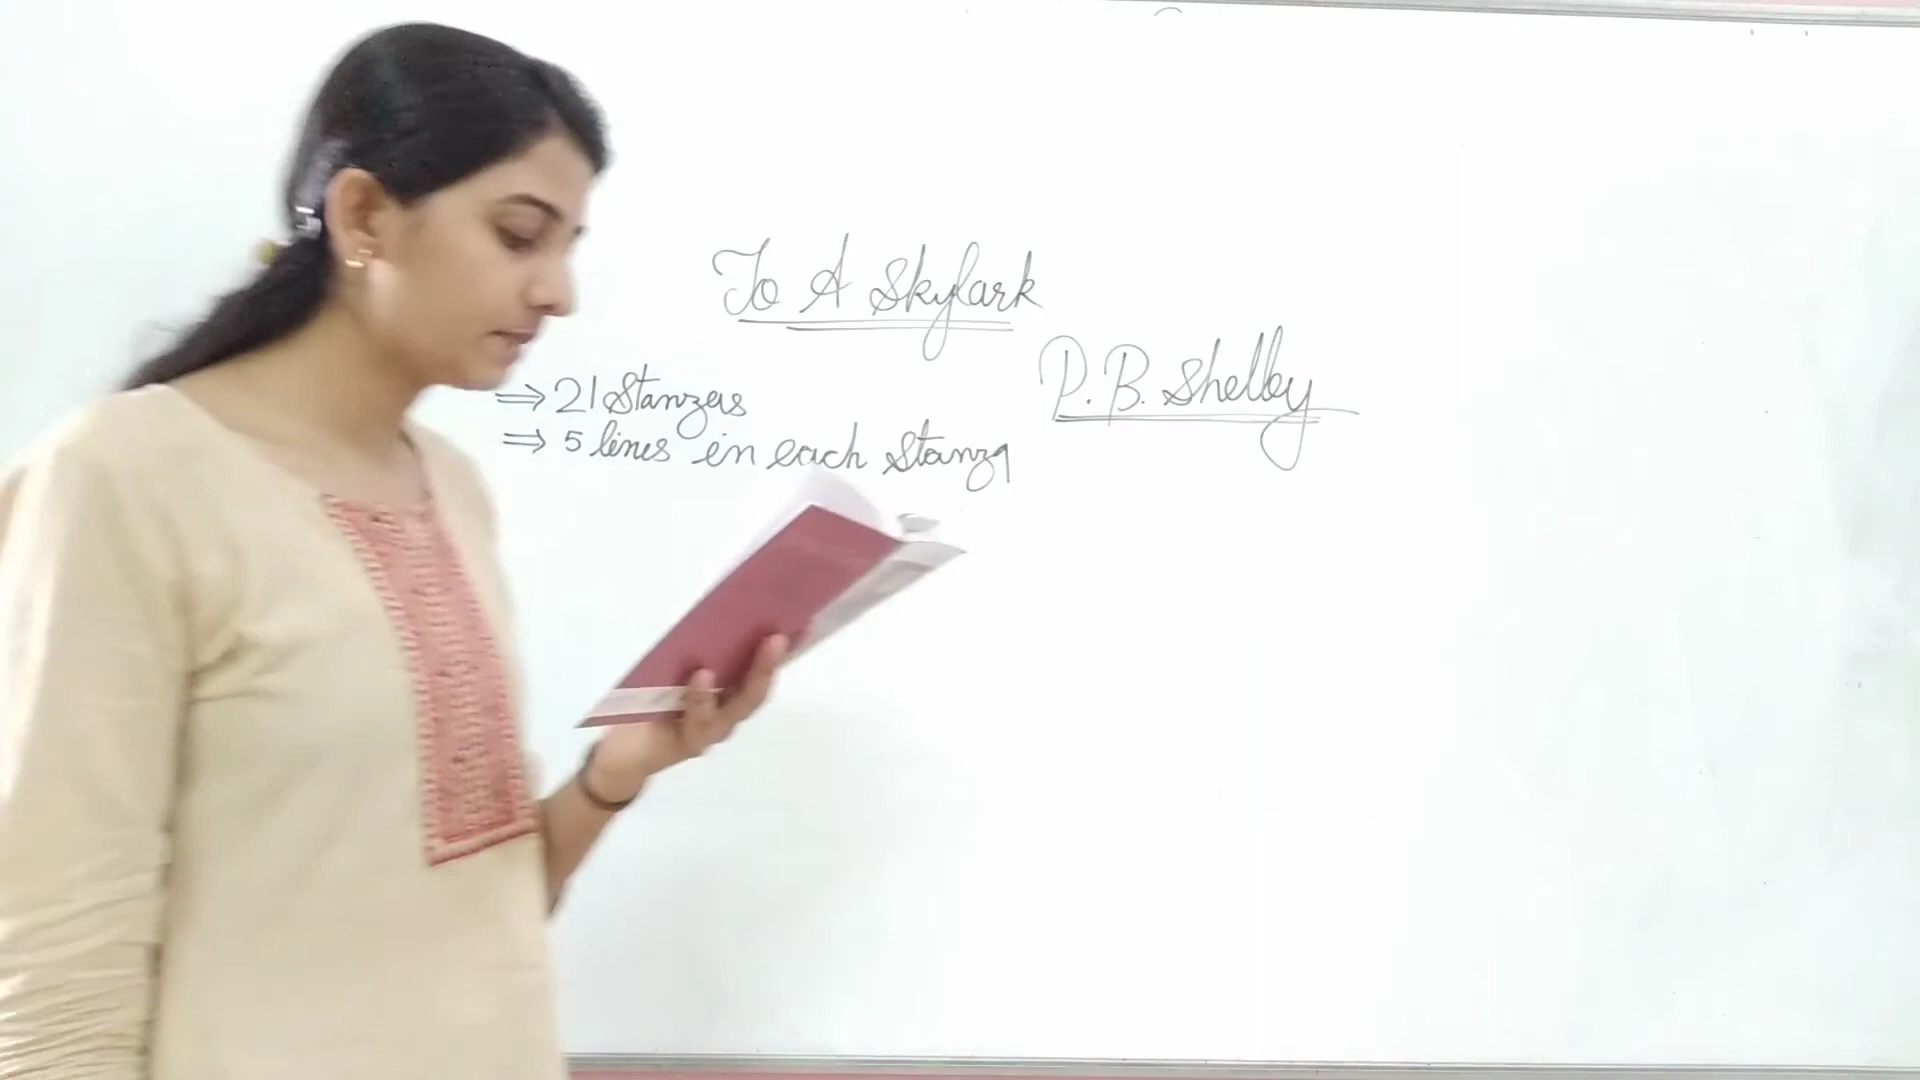 To A Skylark
P. B. Shelley
⇒ 21 Stanzas
⇒ 5 lines in each Stanza